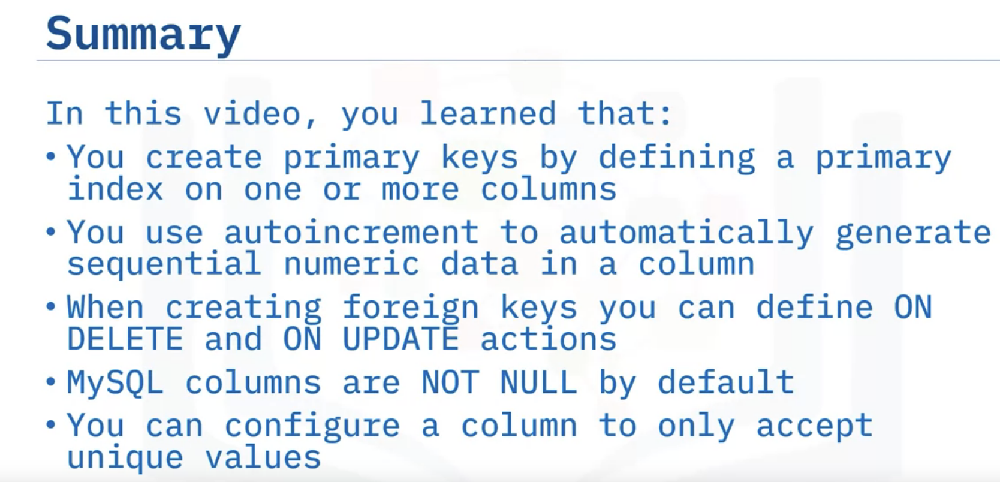 Summary
In this video, you learned that:
• You create primary keys by defining a primary
index on one or more columns
• You use autoincrement to automatically generate
sequential numeric data in a column
• When creating foreign keys you can define ON
DELETE and ON UPDATE actions
• MySQL columns are NOT NULL by default
• You can configure a column to only accept
unique values